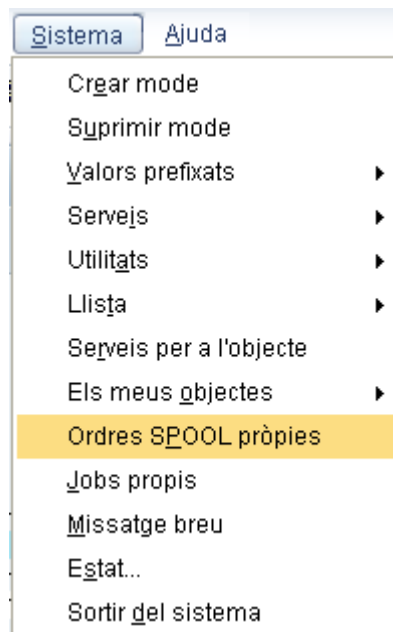 Sistema Ajuda
Crear mode
Suprimir mode
Valors prefixats
Serveis
Utilitats
Llista
Serveis per a l'objecte
Els meus objectes
Ordres SPOOL pròpies
Jobs propis
Missatge breu
Estat...
Sortir del sistema